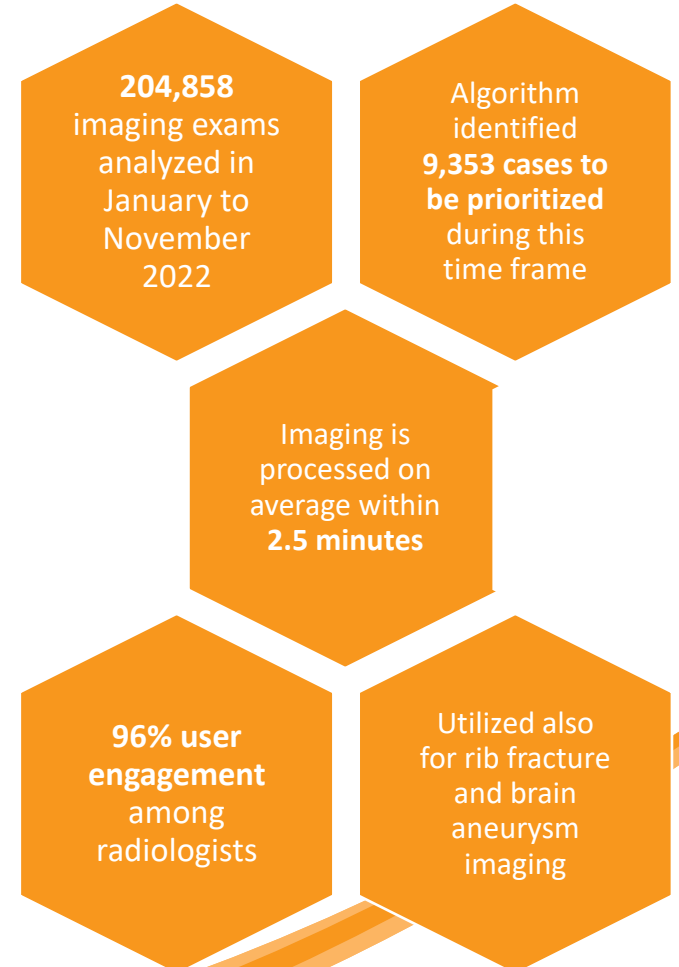 204,858
imaging exams
analyzed in
January to
November
2022
Algorithm
identified
9,353 cases to
be prioritized
during this
time frame
Imaging is
processed on
average within
2.5 minutes
96% user
engagement
among
radiologists
Utilized also
for rib fracture
and brain
aneurysm
imaging